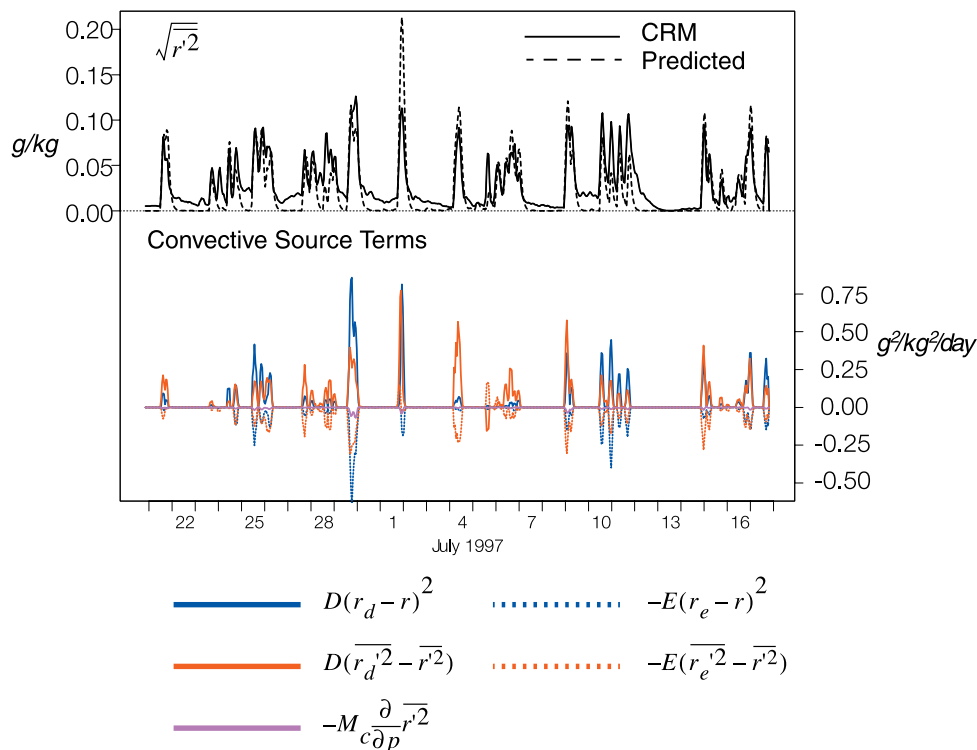 0.20
√r'2
CRM
Predicted
0.15
g/kg
0.10
0.05
0.00
Convective Source Terms
0.75
0.50
g²/kg²/day
0.25
0.00
-0.25
-0.50
22 25 28 1 4 7 10 13 16
July 1997
D(r_d – r)² –E(r_e – r)²
D(r_d'2 – r'2) –E(r_e'2 – r'2)
–M_c ∂/∂p r'2